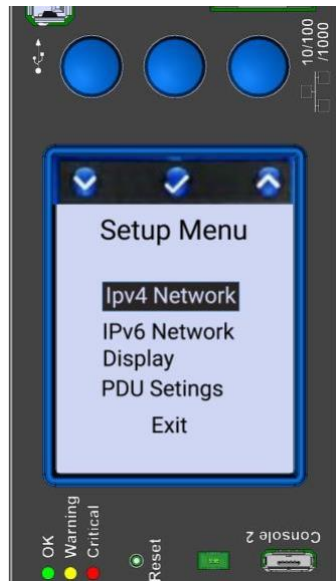 10/100
/1000
Setup Menu
Ipv4 Network
IPv6 Network
Display
PDU Setings
Exit
OK
Warning
Critical
Reset
Console 2